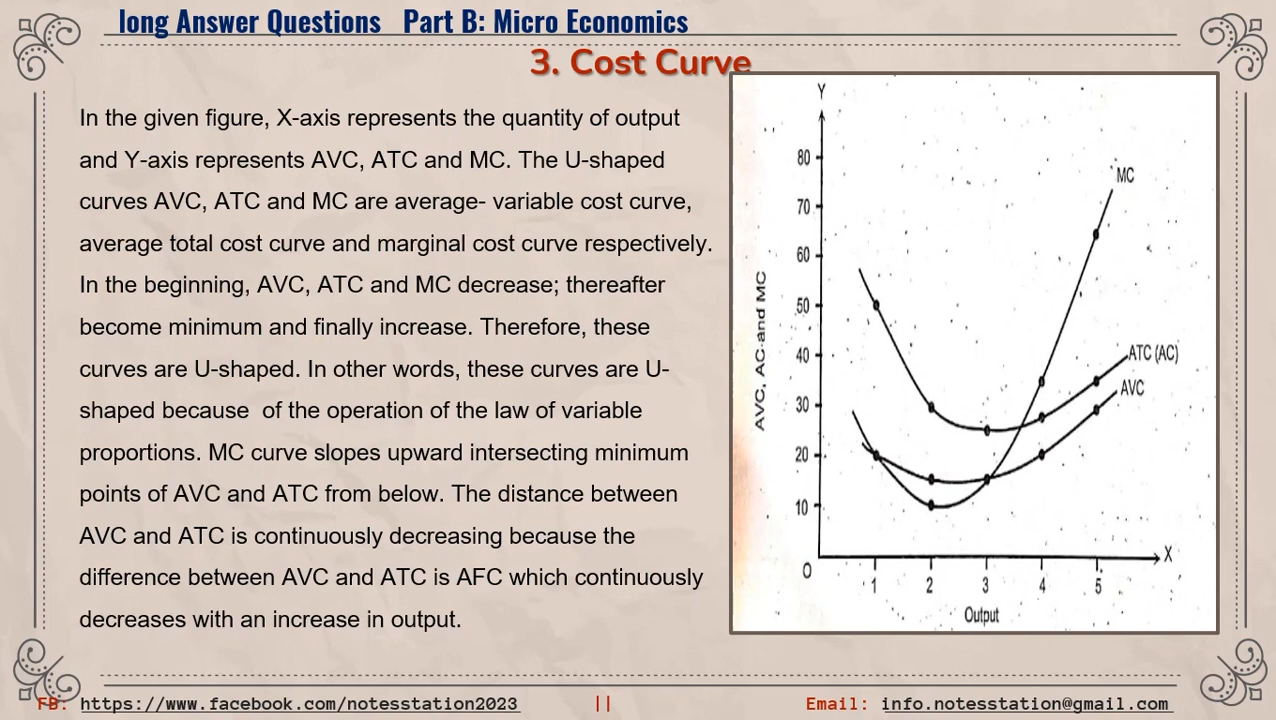 long Answer Questions Part B: Micro Economics
3. Cost Curve
In the given figure, X-axis represents the quantity of output
and Y-axis represents AVC, ATC and MC. The U-shaped
curves AVC, ATC and MC are average- variable cost curve,
average total cost curve and marginal cost curve respectively.
In the beginning, AVC, ATC and MC decrease; thereafter
become minimum and finally increase. Therefore, these
curves are U-shaped. In other words, these curves are U-
shaped because of the operation of the law of variable
proportions. MC curve slopes upward intersecting minimum
points of AVC and ATC from below. The distance between
AVC and ATC is continuously decreasing because the
difference between AVC and ATC is AFC which continuously
decreases with an increase in output.
Y
80
70
60
50
40
30
20
10
O
AVC, AC and MC
MC
ATC (AC)
AVC
X
1 2 3 4 5
Output
FB: https://www.facebook.com/notesstation2023 || Email: info.notesstation@gmail.com